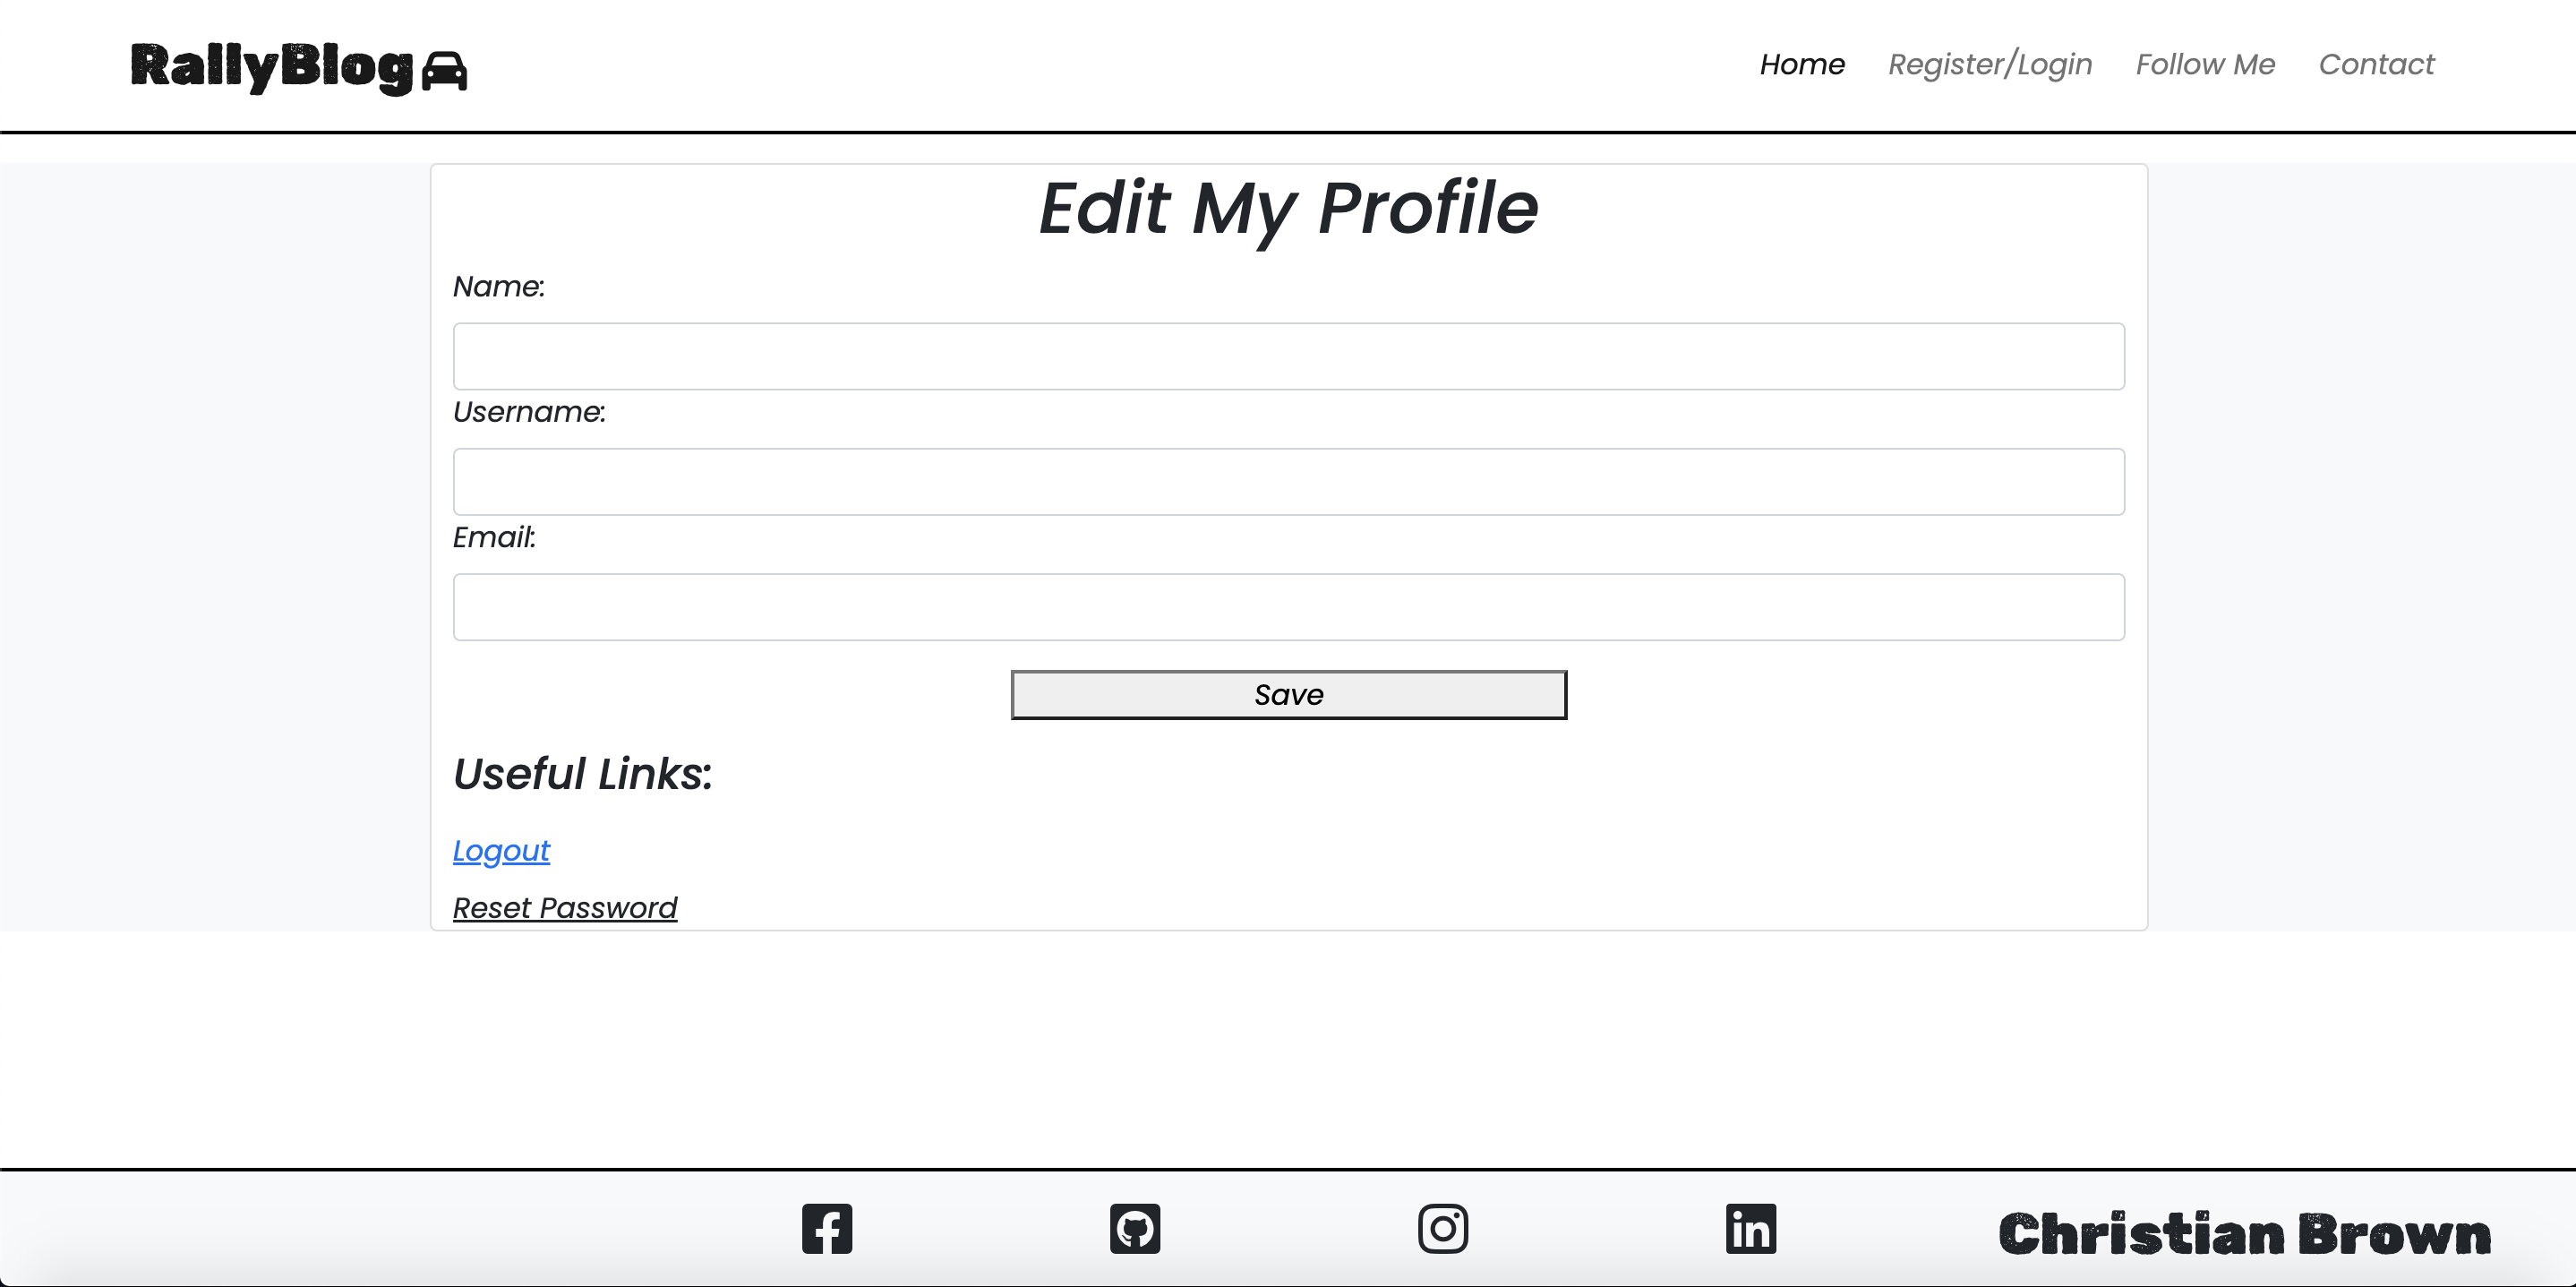 RallyBlog
Home Register/Login Follow Me Contact
Edit My Profile
Name:
Username:
Email:
Save
Useful Links:
Logout
Reset Password
Christian Brown